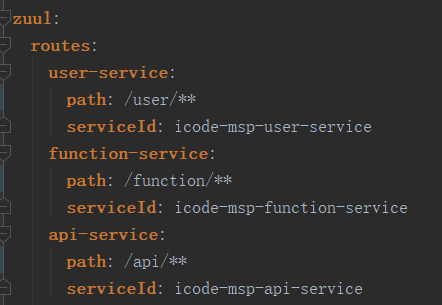 zuul:
  routes:
    user-service:
      path: /user/**
      serviceId: icode-msp-user-service
    function-service:
      path: /function/**
      serviceId: icode-msp-function-service
    api-service:
      path: /api/**
      serviceId: icode-msp-api-service